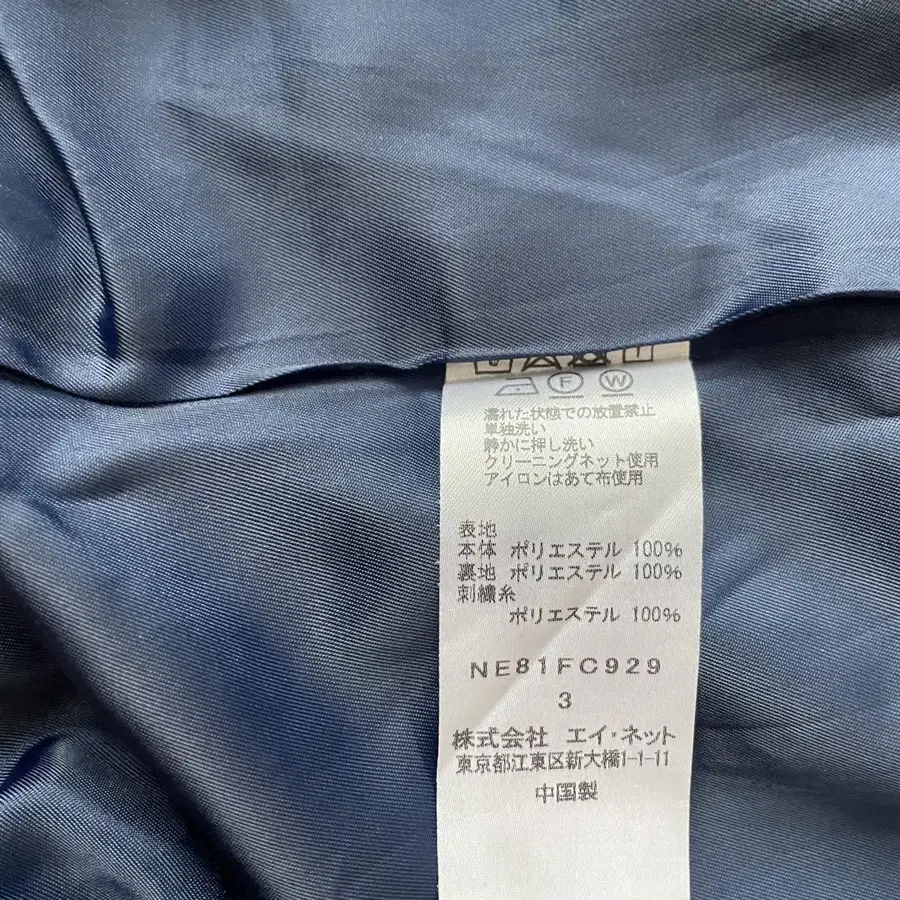 F W
濡れた状態での放置禁止
単独洗い
静かに押し洗い
クリーニングネット使用
アイロンはあて布使用
表地
本体 ポリエステル 100%
裏地 ポリエステル 100%
刺繍糸
ポリエステル 100%
NE81FC929
3
株式会社 エイ・ネット
東京都江東区新大橋1-1-11
中国製